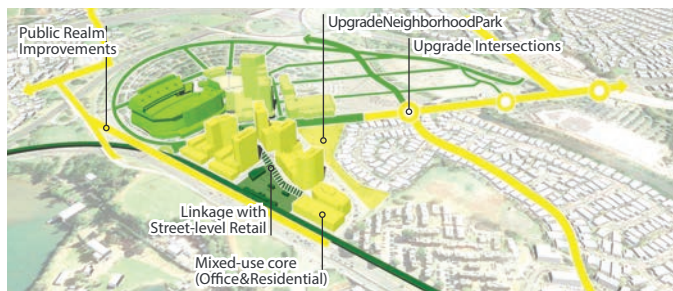 UpgradeNeighborhoodPark
Public Realm
Improvements
Upgrade Intersections
Linkage with
Street-level Retail
Mixed-use core
(Office&Residential)